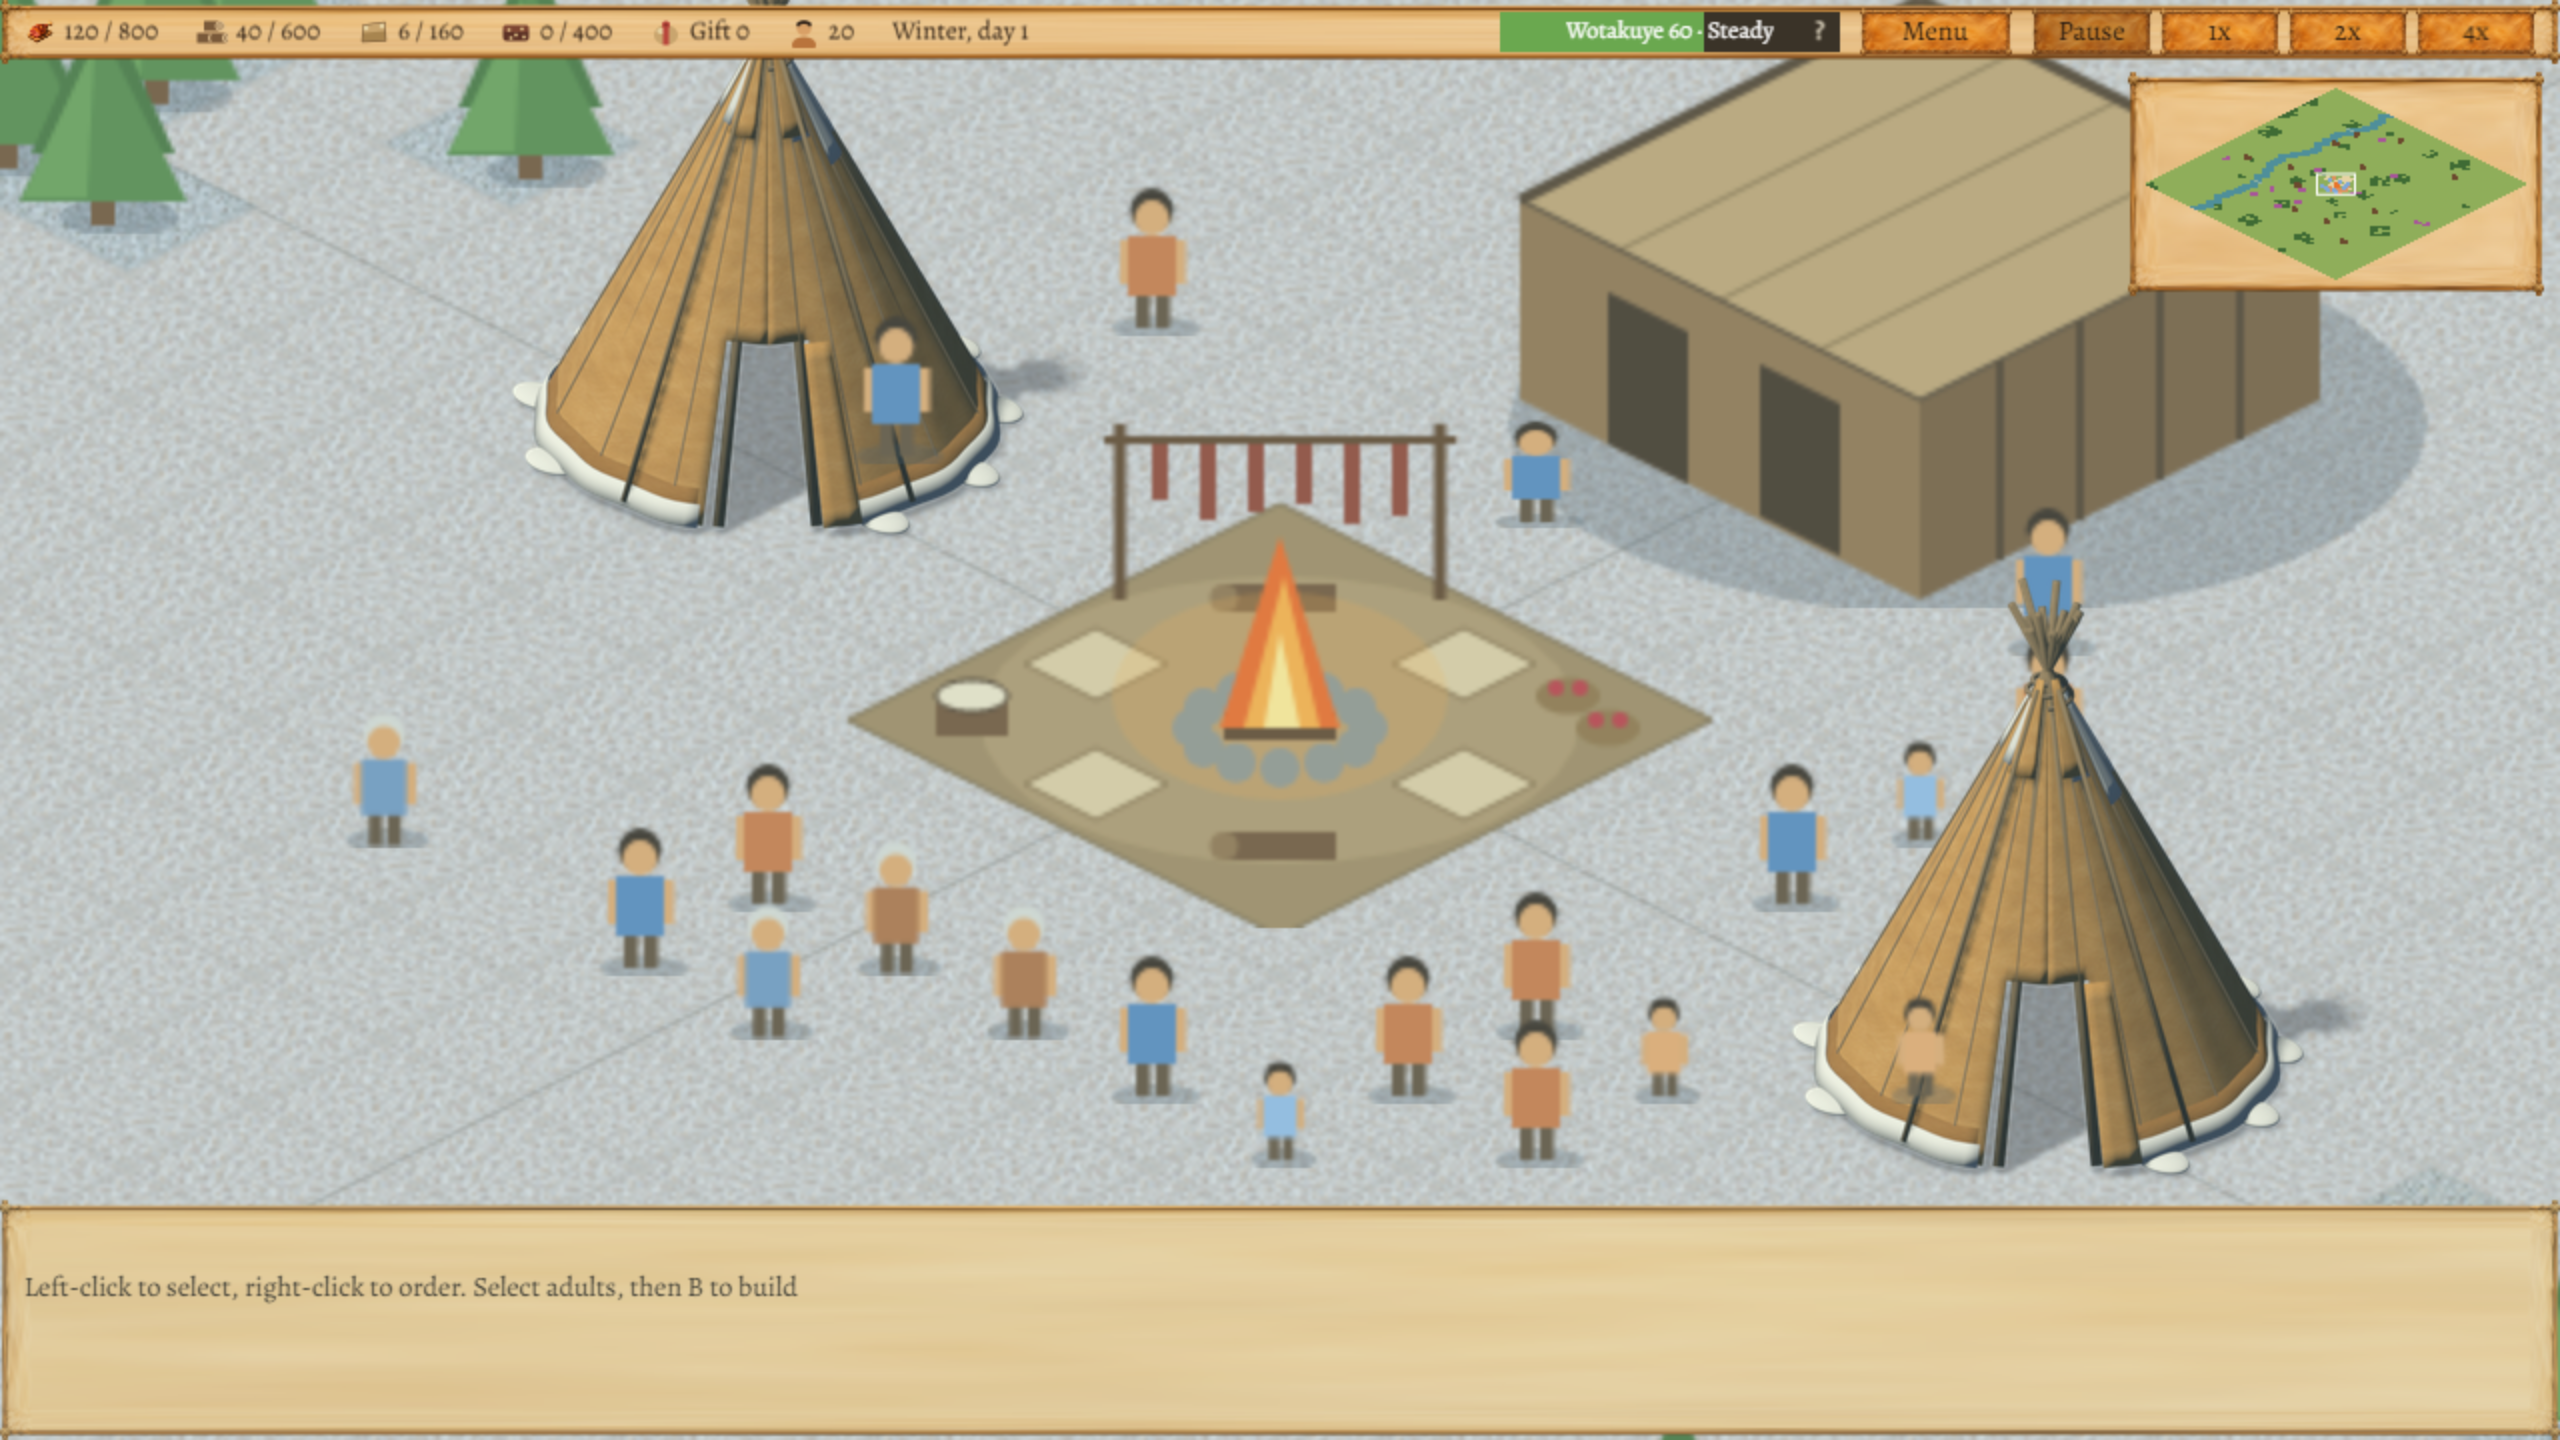 120 / 800 40 / 600 6 / 160 0 / 400 Gift 0 20 Winter, day 1 Wotakuye 60 · Steady ? Menu Pause 1x 2x 4x
Left-click to select, right-click to order. Select adults, then B to build